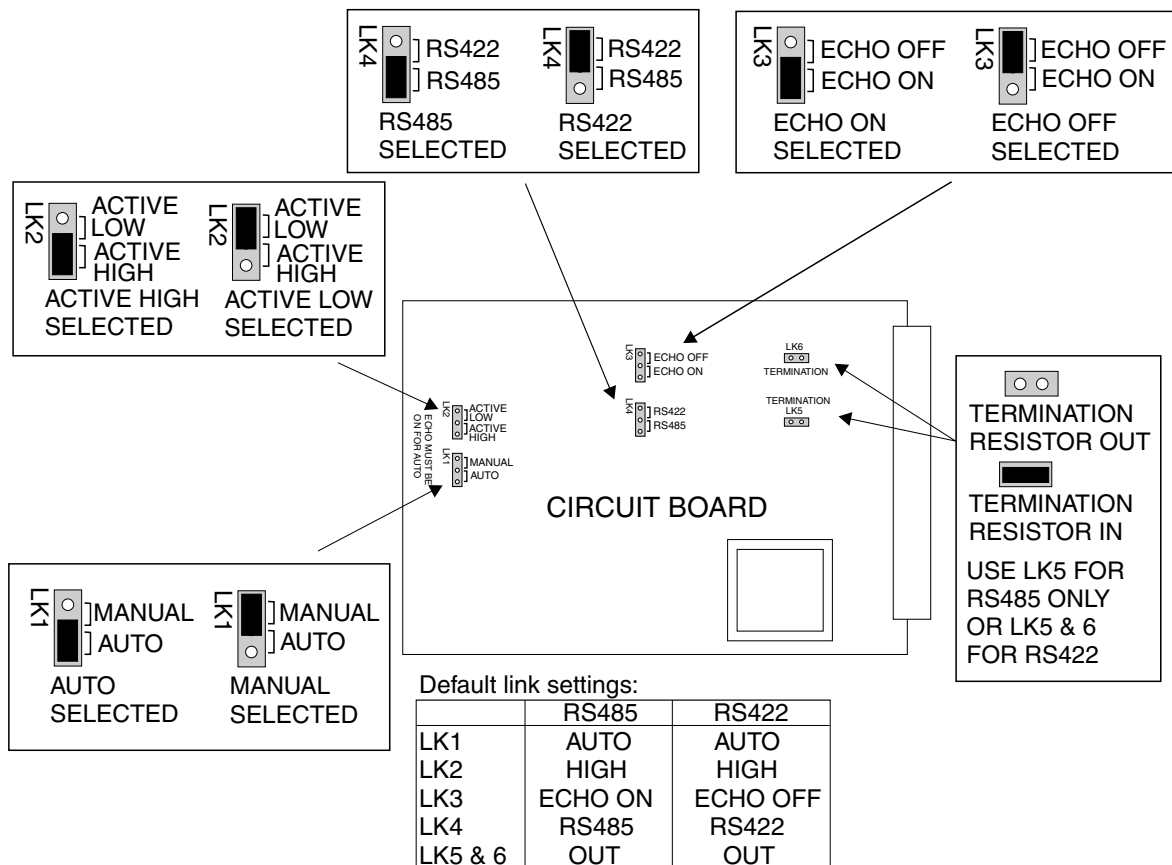 LK4
RS422
RS485
RS485
SELECTED
LK4
RS422
RS485
RS422
SELECTED
LK3
ECHO OFF
ECHO ON
ECHO ON
SELECTED
LK3
ECHO OFF
ECHO ON
ECHO OFF
SELECTED
LK2
ACTIVE
LOW
ACTIVE
HIGH
ACTIVE HIGH
SELECTED
LK2
ACTIVE
LOW
ACTIVE
HIGH
ACTIVE LOW
SELECTED
LK3
ECHO OFF
ECHO ON
LK6
TERMINATION
LK4
RS422
RS485
TERMINATION
LK5
LK2
ACTIVE
LOW
ACTIVE
HIGH
ECHO MUST BE
ON FOR AUTO
LK1
MANUAL
AUTO
CIRCUIT BOARD
TERMINATION
RESISTOR OUT
TERMINATION
RESISTOR IN
USE LK5 FOR
RS485 ONLY
OR LK5 & 6
FOR RS422
LK1
MANUAL
AUTO
AUTO
SELECTED
LK1
MANUAL
AUTO
MANUAL
SELECTED
Default link settings:
RS485 RS422
LK1 AUTO AUTO
LK2 HIGH HIGH
LK3 ECHO ON ECHO OFF
LK4 RS485 RS422
LK5 & 6 OUT OUT